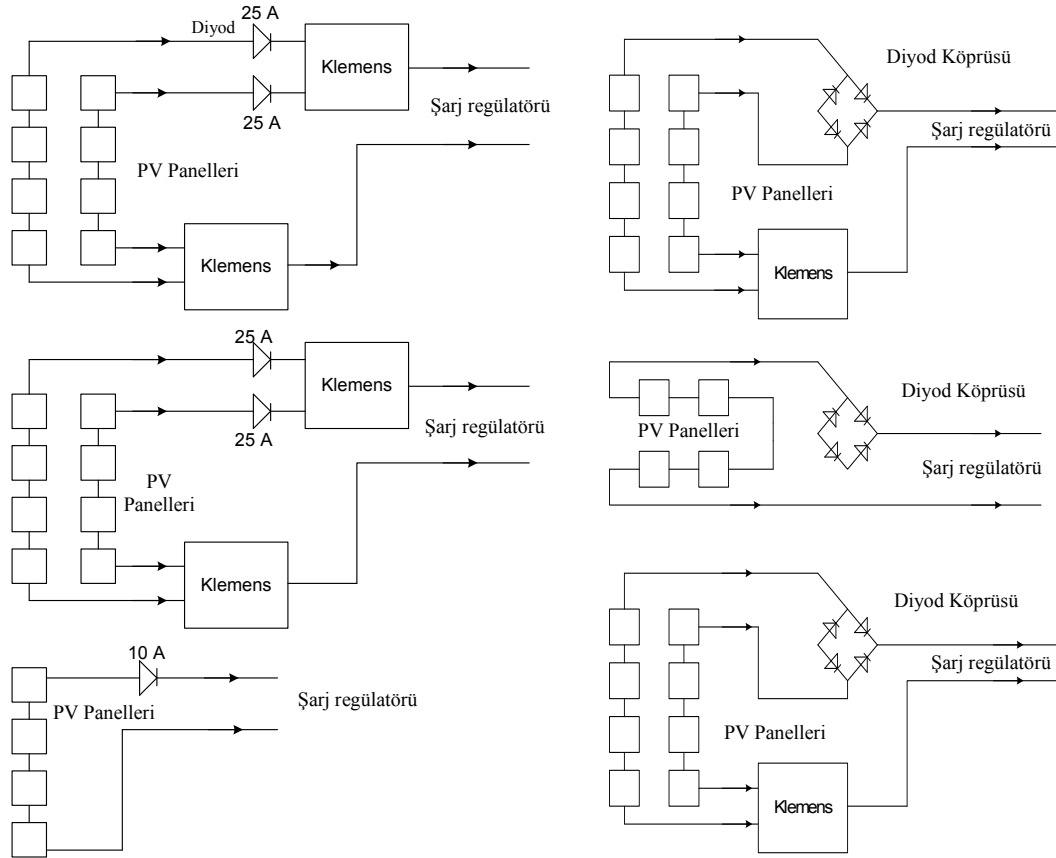 25 A
Diyod
Klemens
25 A
Şarj regülatörü
PV Panelleri
Klemens
25 A
Klemens
25 A
Şarj regülatörü
PV
Panelleri
Klemens
10 A
PV Panelleri
Şarj regülatörü
Diyod Köprüsü
Şarj regülatörü
PV Panelleri
Klemens
Diyod Köprüsü
PV Panelleri
Şarj regülatörü
Diyod Köprüsü
Şarj regülatörü
PV Panelleri
Klemens